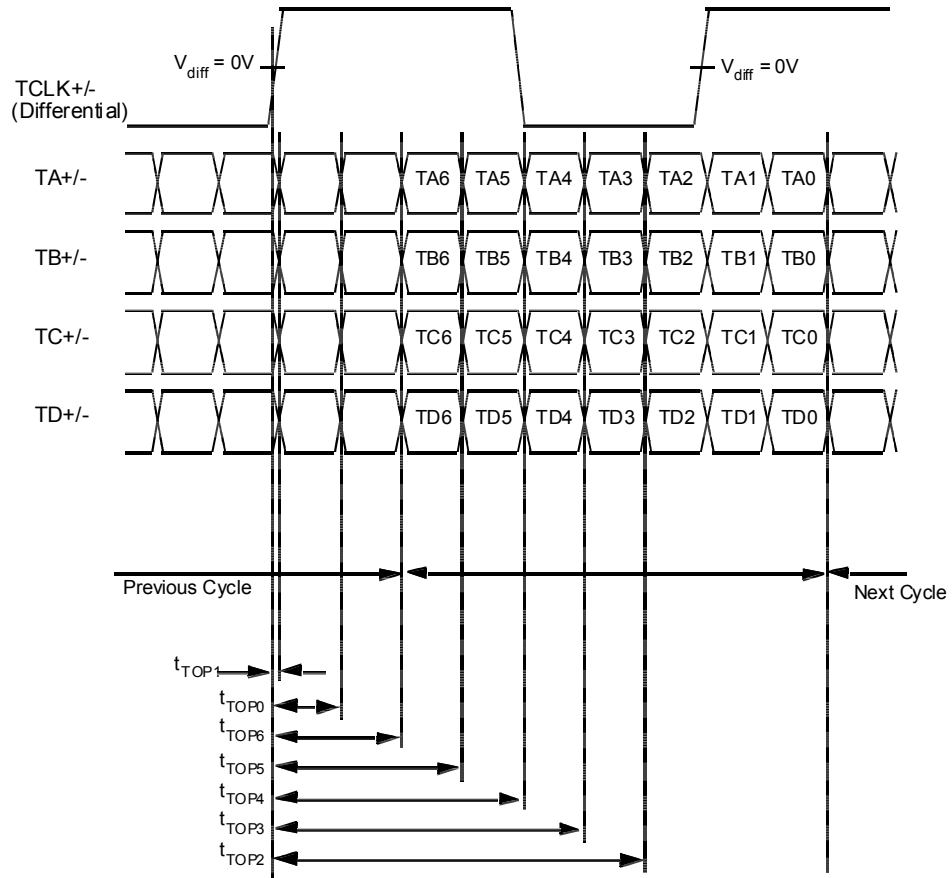 V_diff = 0V
V_diff = 0V
TCLK+/-
(Differential)
TA+/- TA6 TA5 TA4 TA3 TA2 TA1 TA0
TB+/- TB6 TB5 TB4 TB3 TB2 TB1 TB0
TC+/- TC6 TC5 TC4 TC3 TC2 TC1 TC0
TD+/- TD6 TD5 TD4 TD3 TD2 TD1 TD0
Previous Cycle
Next Cycle
t_TOP1
t_TOP0
t_TOP6
t_TOP5
t_TOP4
t_TOP3
t_TOP2